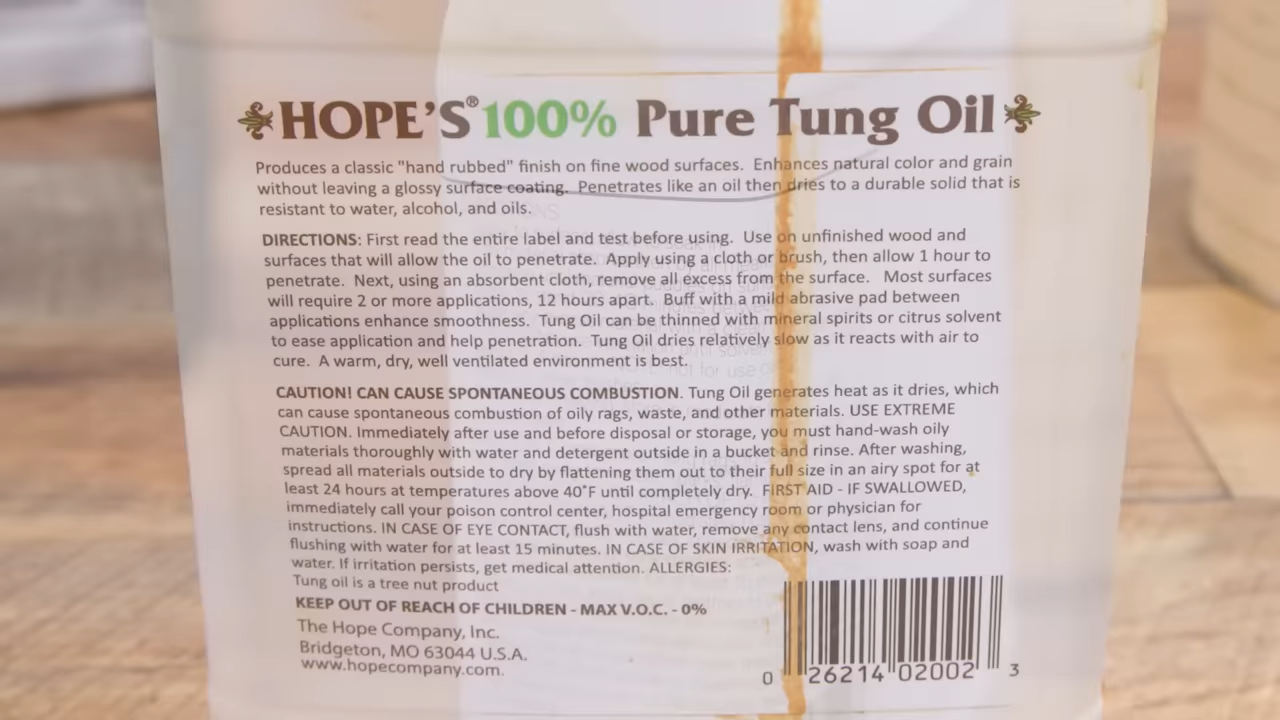 HOPE'S® 100% Pure Tung Oil
Produces a classic "hand rubbed" finish on fine wood surfaces. Enhances natural color and grain
without leaving a glossy surface coating. Penetrates like an oil then dries to a durable solid that is
resistant to water, alcohol, and oils.
DIRECTIONS: First read the entire label and test before using. Use on unfinished wood and
surfaces that will allow the oil to penetrate. Apply using a cloth or brush, then allow 1 hour to
penetrate. Next, using an absorbent cloth, remove all excess from the surface. Most surfaces
will require 2 or more applications, 12 hours apart. Buff with a mild abrasive pad between
applications enhance smoothness. Tung Oil can be thinned with mineral spirits or citrus solvent
to ease application and help penetration. Tung Oil dries relatively slow as it reacts with air to
cure. A warm, dry, well ventilated environment is best.
CAUTION! CAN CAUSE SPONTANEOUS COMBUSTION. Tung Oil generates heat as it dries, which
can cause spontaneous combustion of oily rags, waste, and other materials. USE EXTREME
CAUTION. Immediately after use and before disposal or storage, you must hand-wash oily
materials thoroughly with water and detergent outside in a bucket and rinse. After washing,
spread all materials outside to dry by flattening them out to their full size in an airy spot for at
least 24 hours at temperatures above 40°F until completely dry. FIRST AID - IF SWALLOWED,
immediately call your poison control center, hospital emergency room or physician for
instructions. IN CASE OF EYE CONTACT, flush with water, remove any contact lens, and continue
flushing with water for at least 15 minutes. IN CASE OF SKIN IRRITATION, wash with soap and
water. If irritation persists, get medical attention. ALLERGIES:
Tung oil is a tree nut product
KEEP OUT OF REACH OF CHILDREN - MAX V.O.C. - 0%
The Hope Company, Inc.
Bridgeton, MO 63044 U.S.A.
www.hopecompany.com
0 26214 02002 3